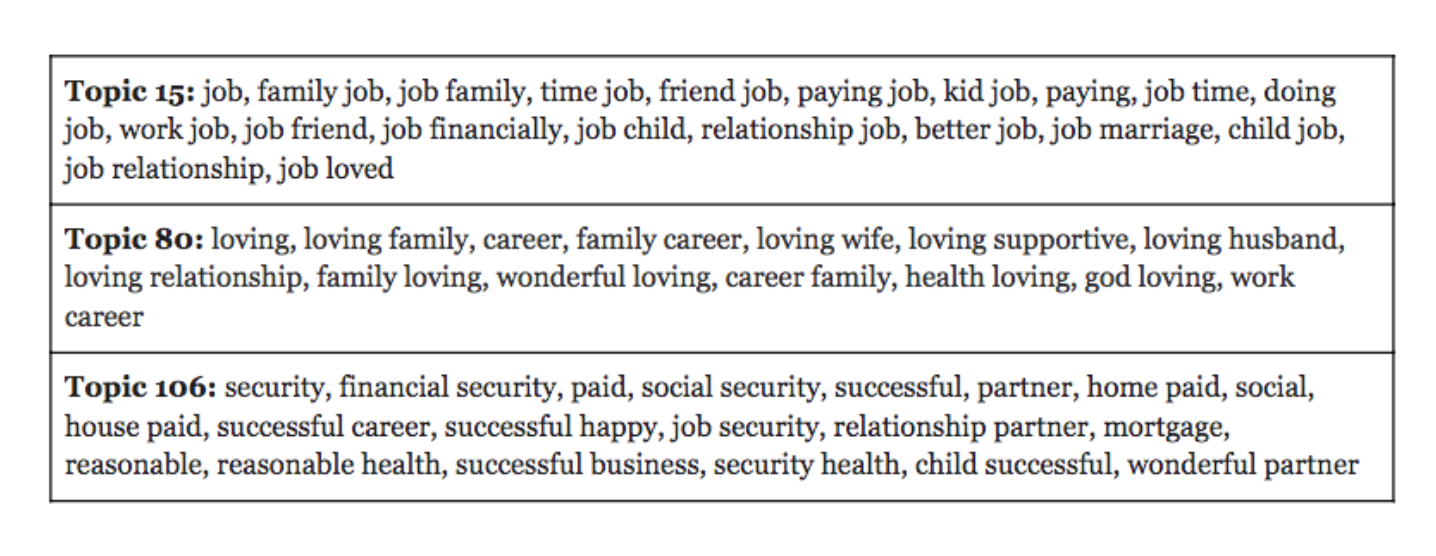 Topic 15: job, family job, job family, time job, friend job, paying job, kid job, paying, job time, doing
job, work job, job friend, job financially, job child, relationship job, better job, job marriage, child job,
job relationship, job loved
Topic 80: loving, loving family, career, family career, loving wife, loving supportive, loving husband,
loving relationship, family loving, wonderful loving, career family, health loving, god loving, work
career
Topic 106: security, financial security, paid, social security, successful, partner, home paid, social,
house paid, successful career, successful happy, job security, relationship partner, mortgage,
reasonable, reasonable health, successful business, security health, child successful, wonderful partner